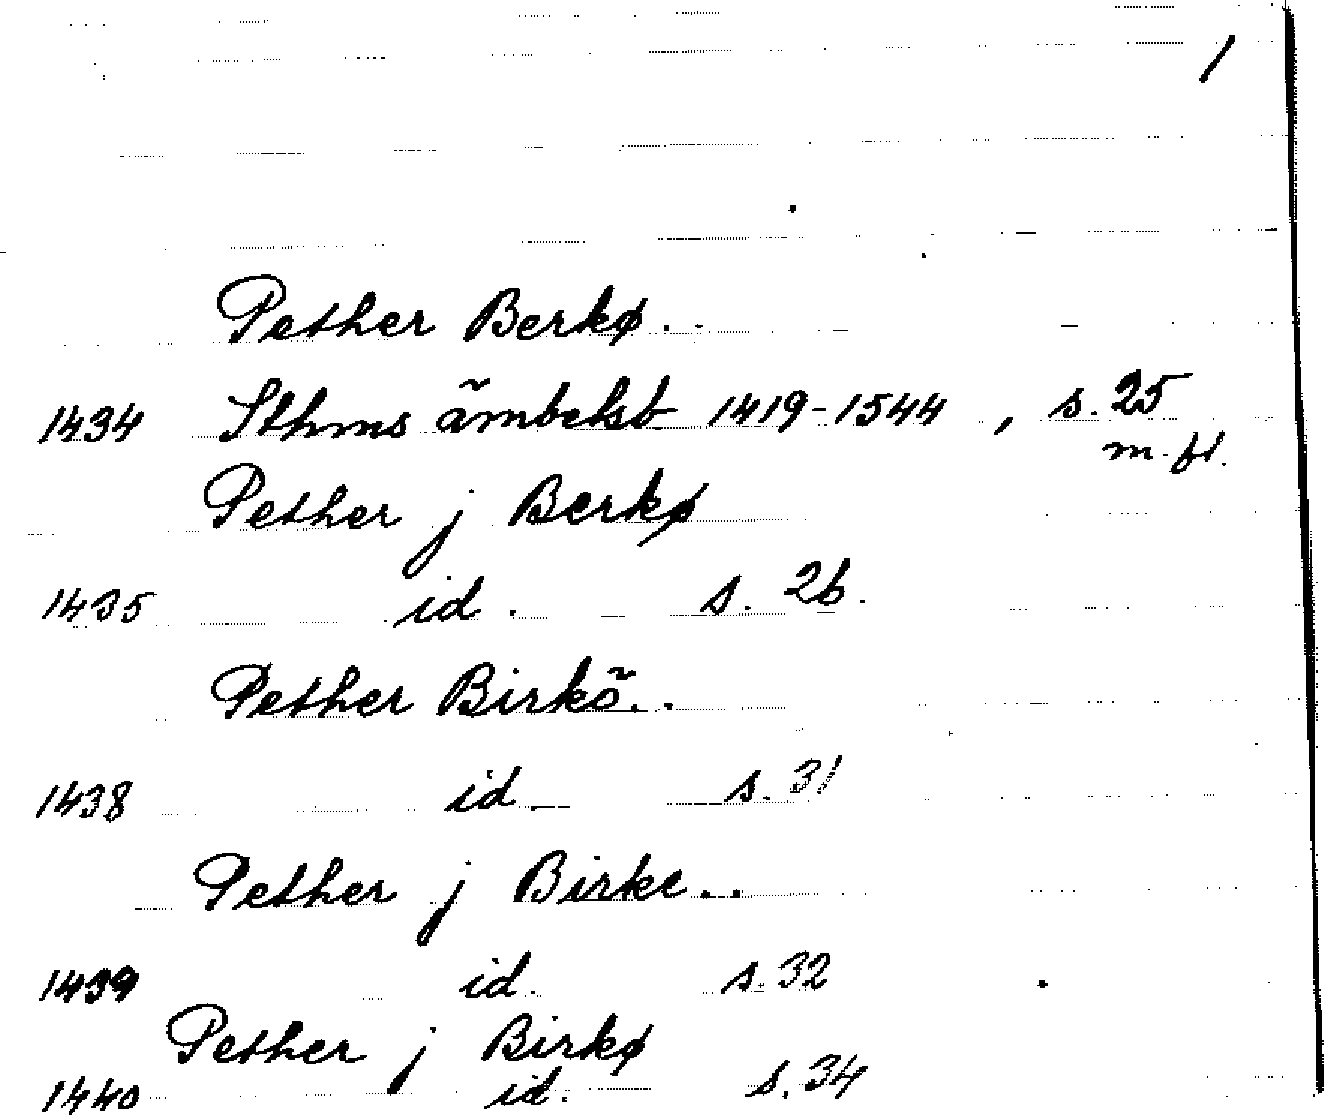 1
Pether Berkø..
1434 Sthms ämbetsb 1419-1544, s. 25
m. fl.
Pether j Berkø
1435 id. s. 26.
Pether Birkö..
1438 id. s. 31
Pether j Birke..
1439 id. s. 32
Pether j Birkø
1440 id. s. 34